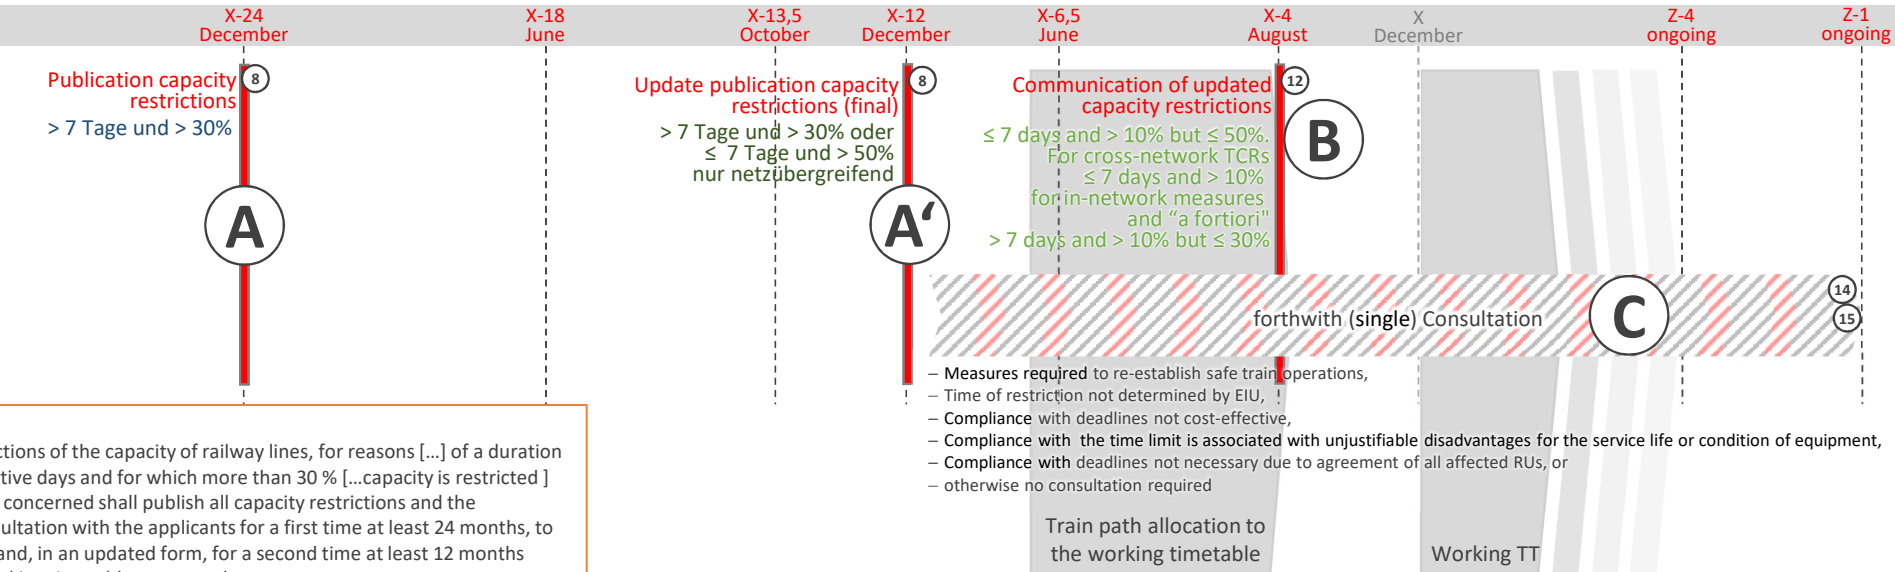 X-24
December
X-18
June
X-13,5
October
X-12
December
X-6,5
June
X-4
August
X
December
Z-4
ongoing
Z-1
ongoing
Publication capacity
restrictions
8
> 7 Tage und > 30%
A
Update publication capacity
restrictions (final)
8
> 7 Tage und > 30% oder
≤ 7 Tage und > 50%
nur netzübergreifend
A‘
Communication of updated
capacity restrictions
12
≤ 7 days and > 10% but ≤ 50%.
For cross-network TCRs
≤ 7 days and > 10%
for in-network measures
and “a fortiori"
> 7 days and > 10% but ≤ 30%
B
forthwith (single) Consultation
C
14
15
– Measures required to re-establish safe train operations,
– Time of restriction not determined by EIU,
– Compliance with deadlines not cost-effective,
– Compliance with the time limit is associated with unjustifiable disadvantages for the service life or condition of equipment,
– Compliance with deadlines not necessary due to agreement of all affected RUs, or
– otherwise no consultation required
ctions of the capacity of railway lines, for reasons [...] of a duration
tive days and for which more than 30 % [...capacity is restricted ]
concerned shall publish all capacity restrictions and the
sultation with the applicants for a first time at least 24 months, to
and, in an updated form, for a second time at least 12 months
Train path allocation to
the working timetable
Working TT